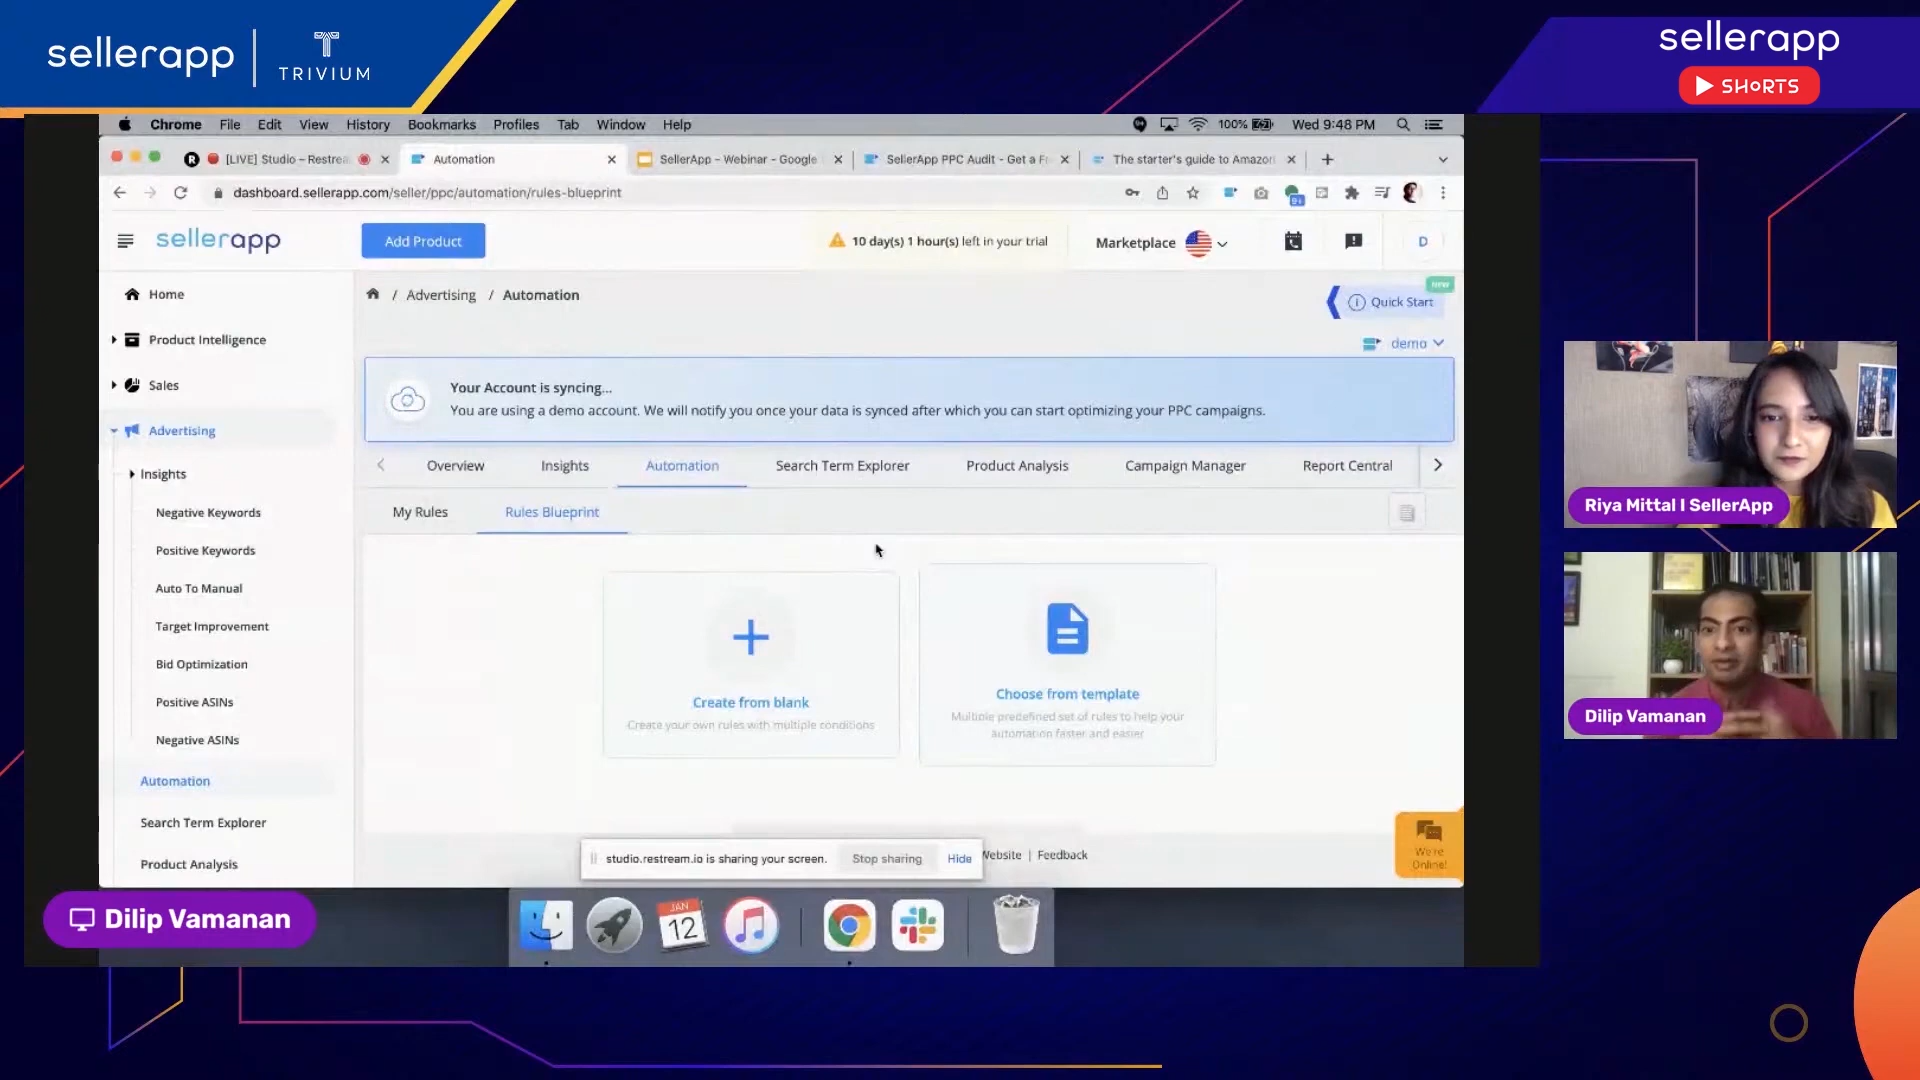 sellerapp
TRIVIUM
sellerapp
SHORTS
Chrome File Edit View History Bookmarks Profiles Tab Window Help
100%
Wed 9:48 PM
[LIVE] Studio – Restrea
Automation
SellerApp – Webinar – Google
SellerApp PPC Audit - Get a Fr
The starter's guide to Amazon
dashboard.sellerapp.com/seller/ppc/automation/rules-blueprint
9+
sellerapp
Add Product
10 day(s) 1 hour(s) left in your trial
Marketplace
D
Home
/ Advertising / Automation
NEW
Quick Start
demo
Product Intelligence
Sales
Advertising
Insights
Negative Keywords
Positive Keywords
Auto To Manual
Target Improvement
Bid Optimization
Positive ASINs
Negative ASINs
Automation
Search Term Explorer
Product Analysis
Your Account is syncing...
You are using a demo account. We will notify you once your data is synced after which you can start optimizing your PPC campaigns.
Overview
Insights
Automation
Search Term Explorer
Product Analysis
Campaign Manager
Report Central
My Rules
Rules Blueprint
Create from blank
Create your own rules with multiple conditions
Choose from template
Multiple predefined set of rules to help your
automation faster and easier
We're
Online!
studio.restream.io is sharing your screen.
Stop sharing
Hide
Website | Feedback
JAN
12
Dilip Vamanan
Riya Mittal I SellerApp
Dilip Vamanan